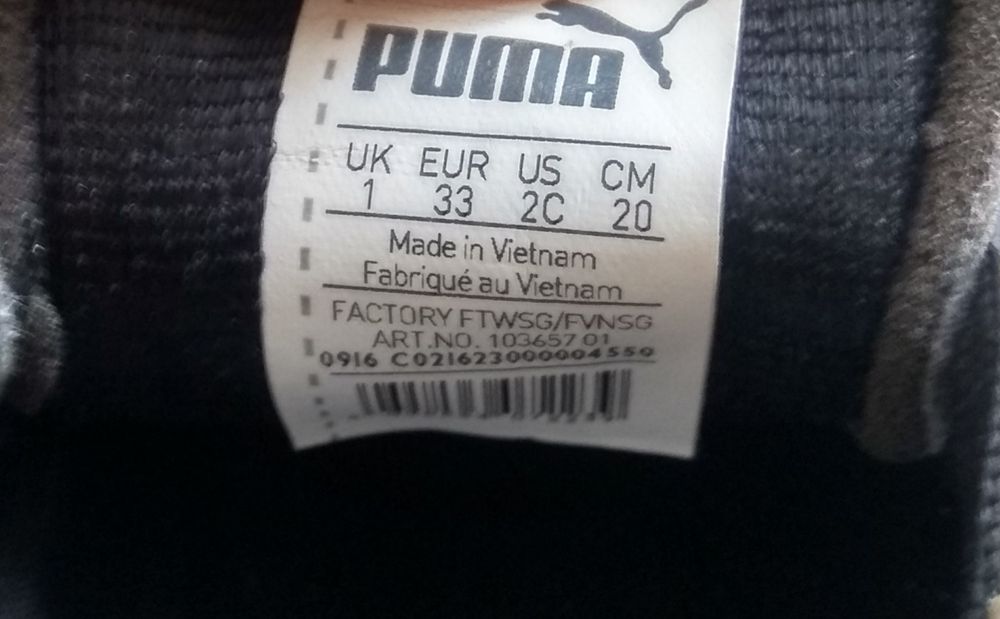 PUMA
UK EUR US CM
1 33 2C 20
Made in Vietnam
Fabriqué au Vietnam
FACTORY FTWSG/FVNSG
ART.NO. 103657 01
0916 C021623000004550